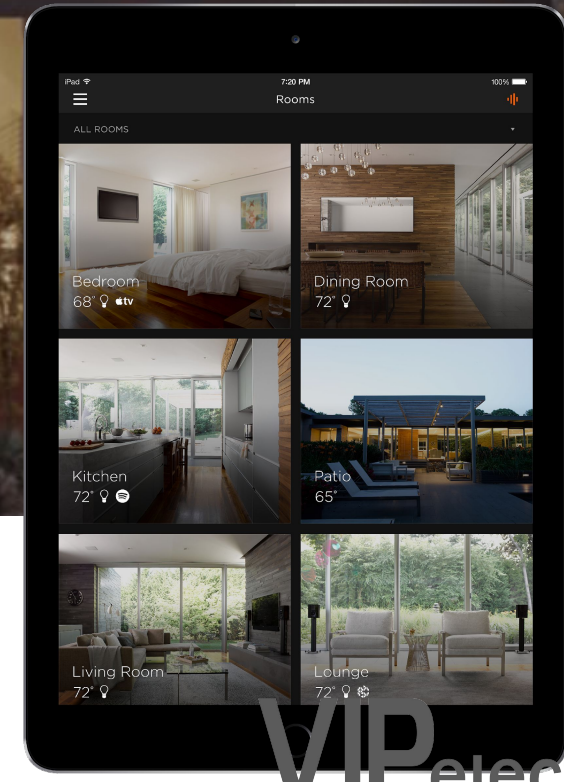 iPad 7:20 PM 100%
Rooms
ALL ROOMS
Bedroom
68° tv
Dining Room
72°
Kitchen
72°
Patio
65°
Living Room
72°
Lounge
72°
VIPelec